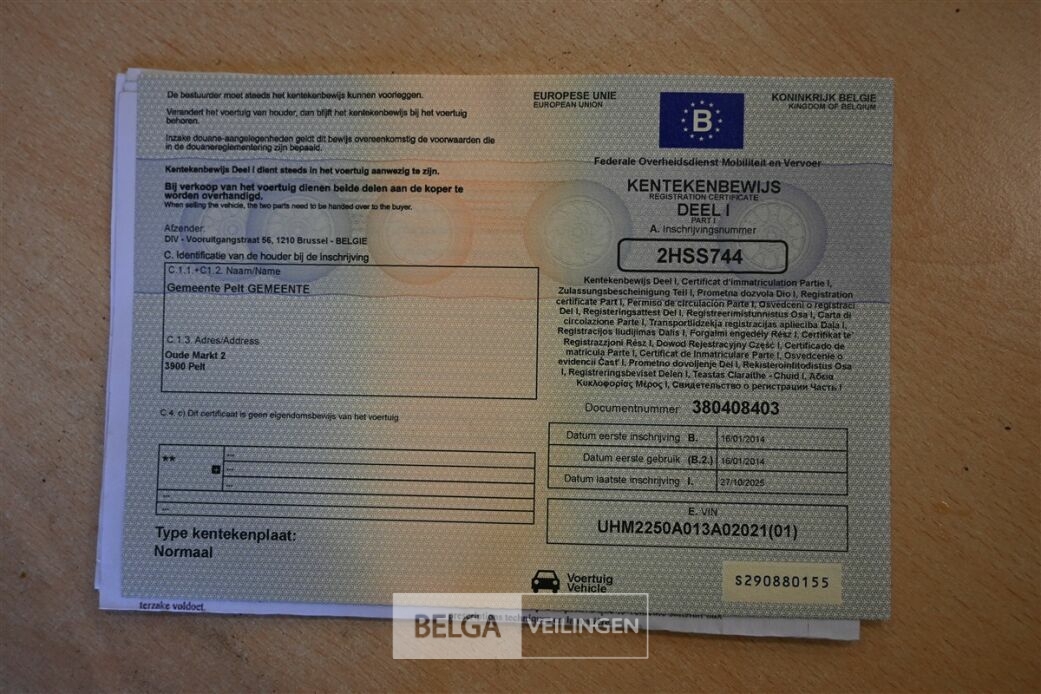 De bestuurder moet steeds het kentekenbewijs kunnen voorleggen.
Verandert het voertuig van houder, dan blijft het kentekenbewijs bij het voertuig
behoren.
Inzake douane-aangelegenheden geldt dit bewijs overeenkomstig de voorwaarden die
in de douanereglementering zijn bepaald.
Kentekenbewijs Deel I dient steeds in het voertuig aanwezig te zijn.
Bij verkoop van het voertuig dienen beide delen aan de koper te
worden overhandigd.
When selling the vehicle, the two parts need to be handed over to the buyer.
Afzender:
DIV - Vooruitgangstraat 56, 1210 Brussel - BELGIE
C. Identificatie van de houder bij de inschrijving
C.1.1.+C1.2. Naam/Name
Gemeente Pelt GEMEENTE
C.1.3. Adres/Address
Oude Markt 2
3900 Pelt
C.4. c) Dit certificaat is geen eigendomsbewijs van het voertuig
**
---
---
---
---
---
Type kentekenplaat:
Normaal
EUROPESE UNIE
EUROPEAN UNION
B
KONINKRIJK BELGIE
KINGDOM OF BELGIUM
Federale Overheidsdienst Mobiliteit en Vervoer
KENTEKENBEWIJS
REGISTRATION CERTIFICATE
DEEL I
PART I
A. Inschrijvingsnummer
2HSS744
Kentekenbewijs Deel I, Certificat d'immatriculation Partie I,
Zulassungsbescheinigung Teil I, Prometna dozvola Dio I, Registration
certificate Part I, Permiso de circulación Parte I, Osvedceni o registraci
Del I, Registeringsattest Del I, Registreerimistunnistus Osa I, Carta di
circolazione Parte I, Transportlidzekja registracijas apliecība Daļa I,
Registracijos liudijimas Dalis I, Forgalmi engedély Rész I, Certifikat ta'
Registrazzjoni Rész I, Dowod Rejestracyjny Część I, Certificado de
matricula Parte I, Certificat de Inmatriculare Parte I, Osvedcenie o
evidencii Časť I, Prometno dovoljenje Del I, Rekisterointitodistus Osa
I, Registreringsbeviset Delen I, Teastas Claraithe - Chuid I, Άδεια
Κυκλοφορίας Μέρος I, Свидетельство о регистрации Часть I
Documentnummer 380408403
Datum eerste inschrijving B. 16/01/2014
Datum eerste gebruik (B.2.) 16/01/2014
Datum laatste inschrijving I. 27/10/2025
E. VIN
UHM2250A013A02021(01)
Voertuig
Vehicle
S290880155
terzake voldoet.
BELGA VEILINGEN